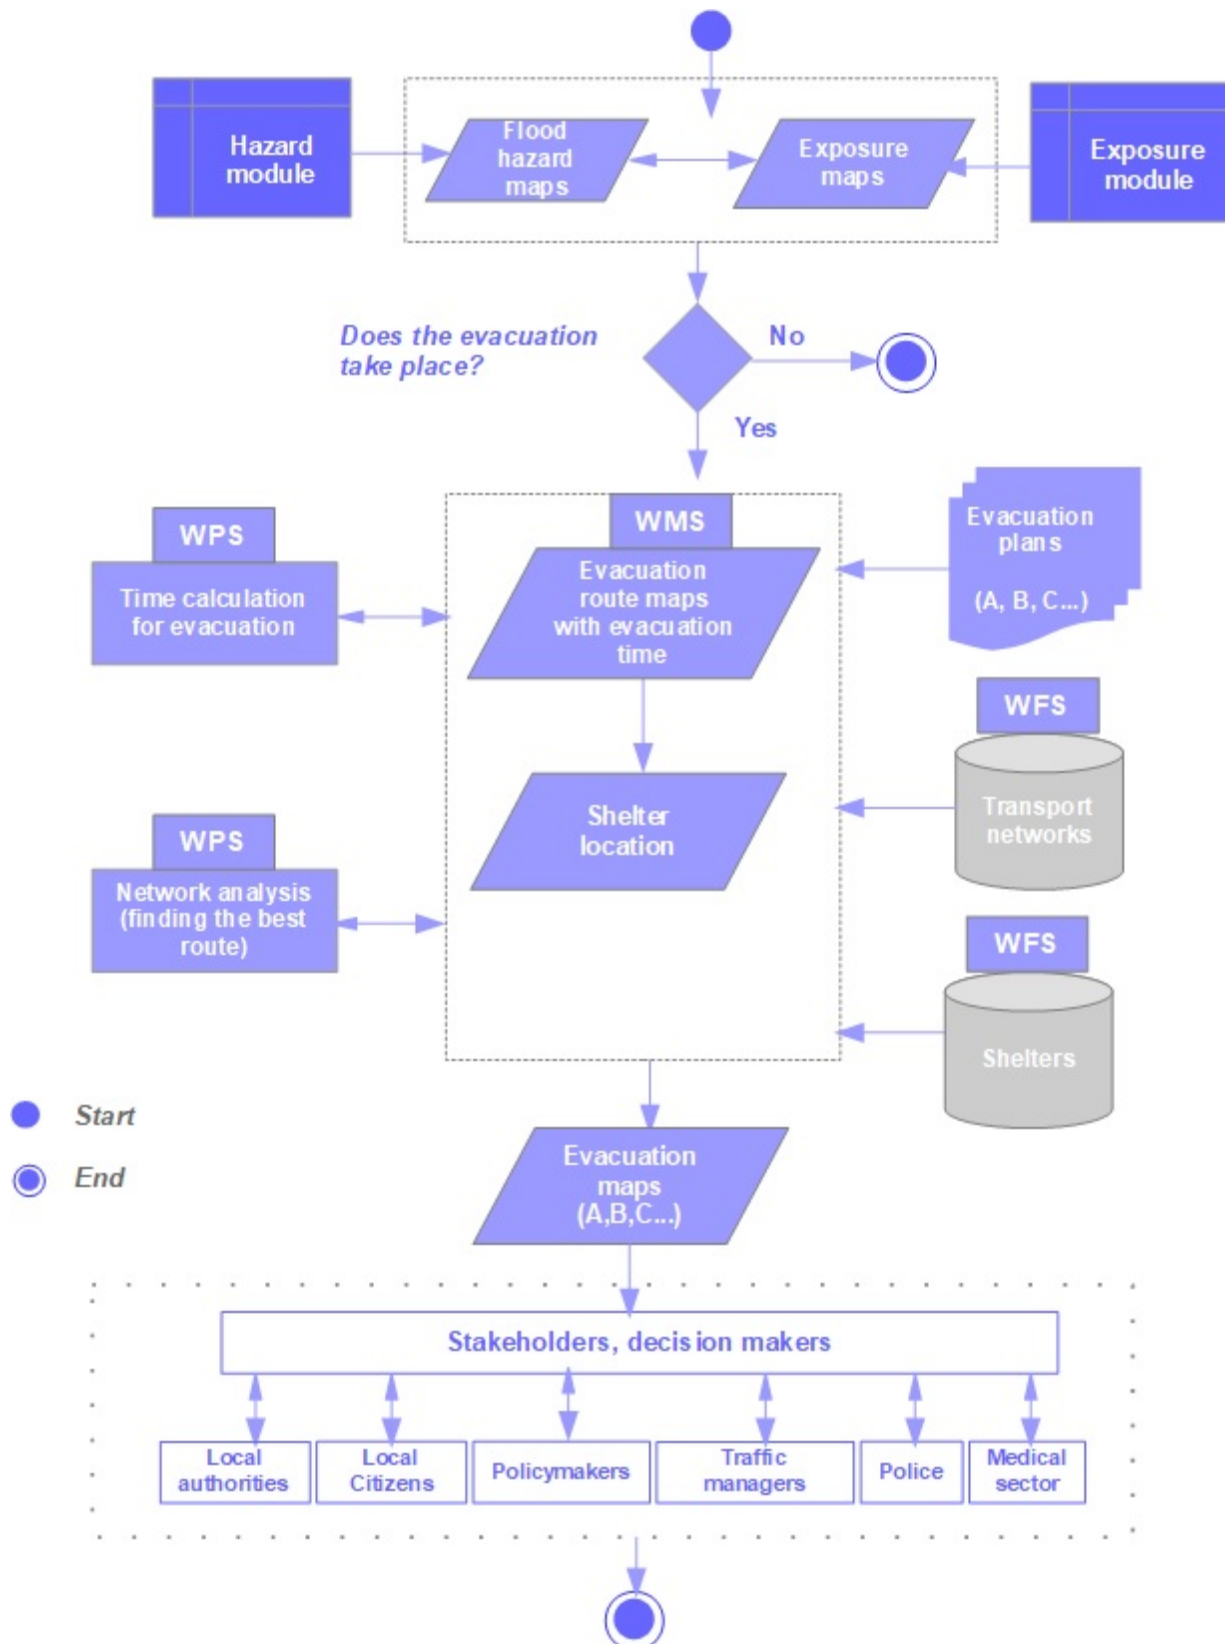 Hazard
module
Flood
hazard
maps
Exposure
maps
Exposure
module
Does the evacuation
take place?
No
Yes
WPS
Time calculation
for evacuation
WMS
Evacuation
route maps
with evacuation
time
Evacuation
plans
(A, B, C...)
WFS
Transport
networks
Shelter
location
WPS
Network analysis
(finding the best
route)
WFS
Shelters
Start
End
Evacuation
maps
(A,B,C...)
Stakeholders, decision makers
Local
authorities
Local
Citizens
Policymakers
Traffic
managers
Police
Medical
sector